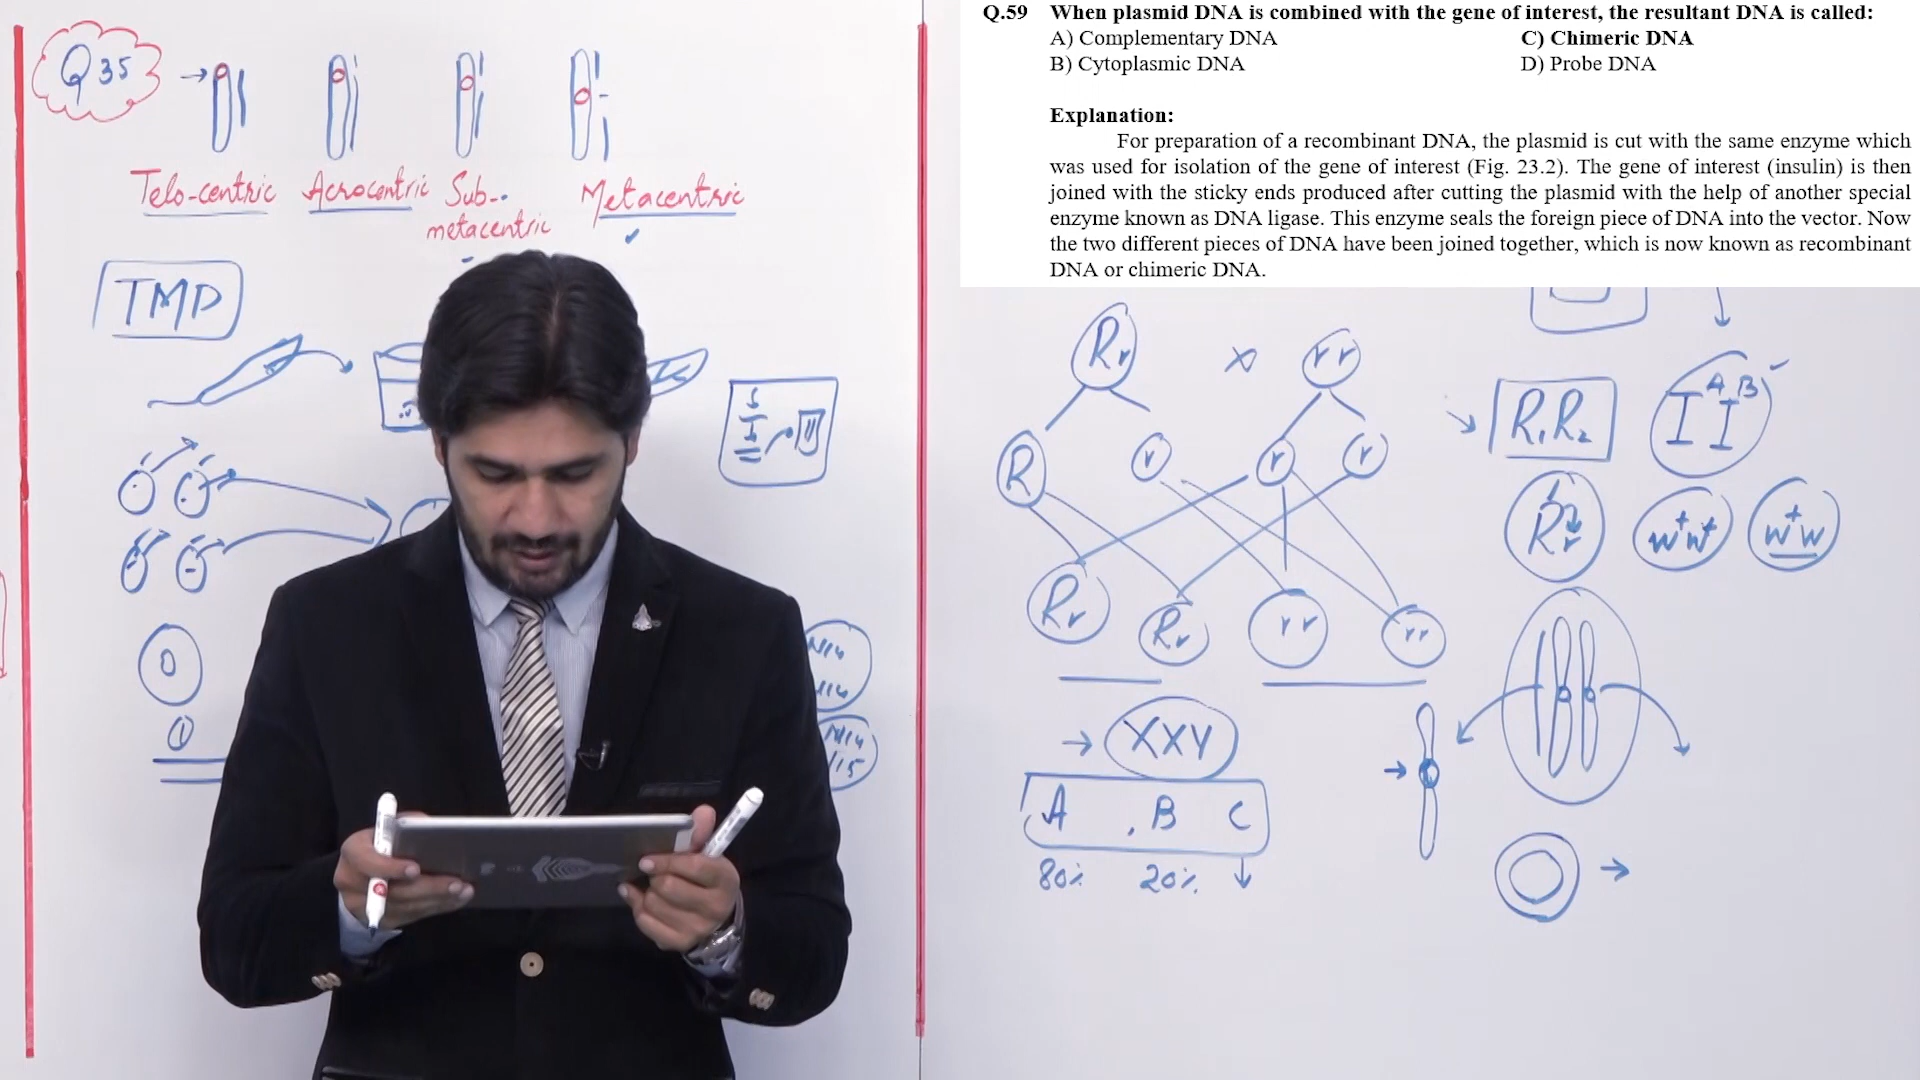 Q.59 When plasmid DNA is combined with the gene of interest, the resultant DNA is called:
A) Complementary DNA C) Chimeric DNA
B) Cytoplasmic DNA D) Probe DNA
Explanation:
For preparation of a recombinant DNA, the plasmid is cut with the same enzyme which
was used for isolation of the gene of interest (Fig. 23.2). The gene of interest (insulin) is then
joined with the sticky ends produced after cutting the plasmid with the help of another special
enzyme known as DNA ligase. This enzyme seals the foreign piece of DNA into the vector. Now
the two different pieces of DNA have been joined together, which is now known as recombinant
DNA or chimeric DNA.
Q 35
Telo-centric Acrocentric Sub-
metacentric
Metacentric
TMD
N14
N14
/15
Rr x rr
R r r r
Rr Rr rr rr
XXY
A , B C
80% 20%
R₁R₂ IᴬIᴮ
Rr w⁺w⁺ w⁺w